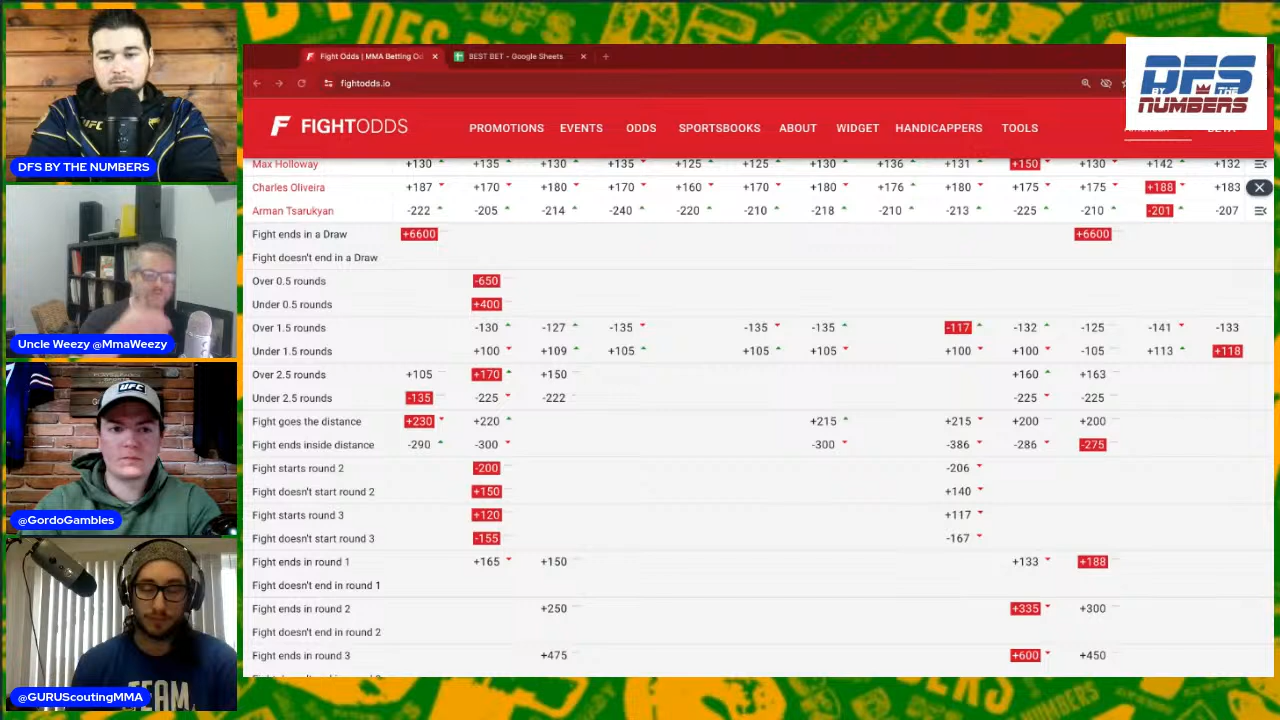 Fight Odds | MMA Betting Od
BEST BET - Google Sheets
fightodds.io
FIGHTODDS
PROMOTIONS
EVENTS
ODDS
SPORTSBOOKS
ABOUT
WIDGET
HANDICAPPERS
TOOLS
DFS
BY THE
NUMBERS
Max Holloway +130 +135 +130 +135 +125 +125 +130 +136 +131 +150 +130 +142 +132
Charles Oliveira +187 +170 +180 +170 +160 +170 +180 +176 +180 +175 +175 +188 +183
Arman Tsarukyan -222 -205 -214 -240 -220 -210 -218 -210 -213 -225 -210 -201 -207
Fight ends in a Draw +6600 +6600
Fight doesn't end in a Draw
Over 0.5 rounds -650
Under 0.5 rounds +400
Over 1.5 rounds -130 -127 -135 -135 -135 -117 -132 -125 -141 -133
Under 1.5 rounds +100 +109 +105 +105 +105 +100 +100 -105 +113 +118
Over 2.5 rounds +105 +170 +150 +160 +163
Under 2.5 rounds -135 -225 -222 -225 -225
Fight goes the distance +230 +220 +215 +215 +200 +200
Fight ends inside distance -290 -300 -300 -386 -286 -275
Fight starts round 2 -200 -206
Fight doesn't start round 2 +150 +140
Fight starts round 3 +120 +117
Fight doesn't start round 3 -155 -167
Fight ends in round 1 +165 +150 +133 +188
Fight doesn't end in round 1
Fight ends in round 2 +250 +335 +300
Fight doesn't end in round 2
Fight ends in round 3 +475 +600 +450
UFC
DFS BY THE NUMBERS
Uncle Weezy @MmaWeezy
UFC
@GordoGambles
TEAM
@GURUScoutingMMA